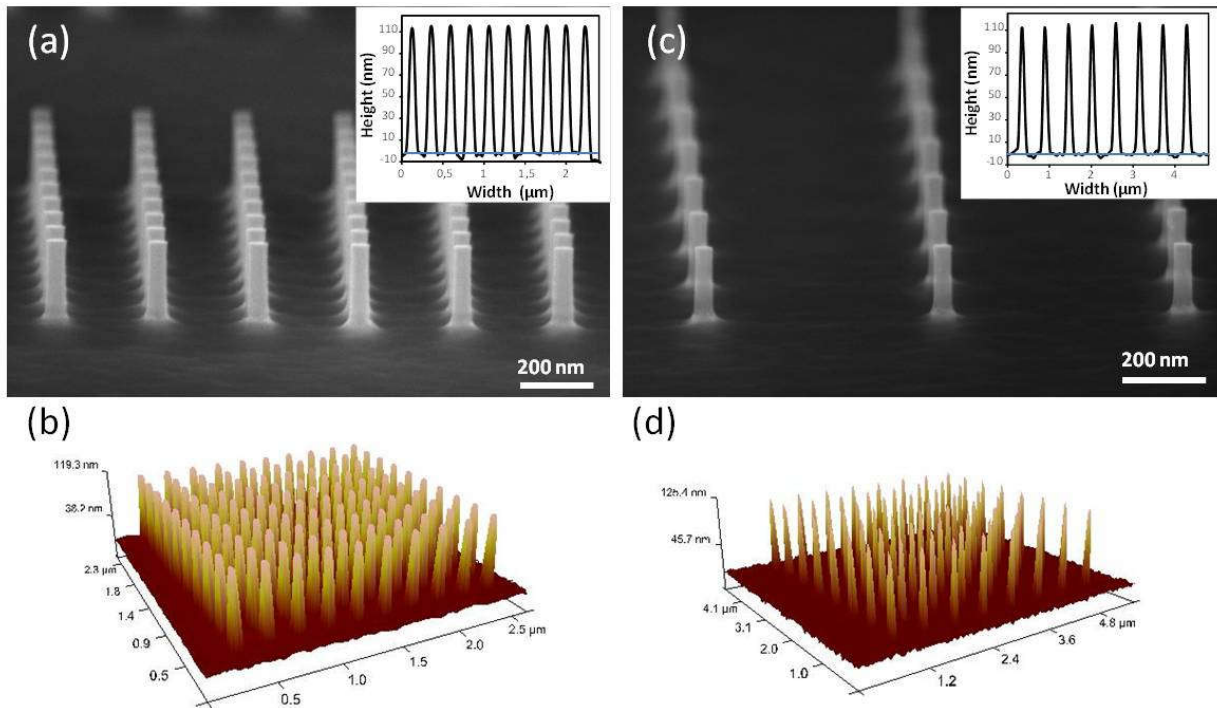 (a)
Height (nm)
110
90
70
50
30
10
-10
0 0,5 1 1,5 2
Width (µm)
200 nm
(c)
Height (nm)
110
90
70
50
30
10
-10
0 1 2 3 4
Width (µm)
200 nm
(b)
119.3 nm
38.2 nm
2.3 µm
1.8
1.4
0.9
0.5
0.5
1.0
1.5
2.0
2.5 µm
(d)
45.7 nm
4.1 µm
3.1
2.0
1.0
1.2
2.4
3.6
4.8 µm